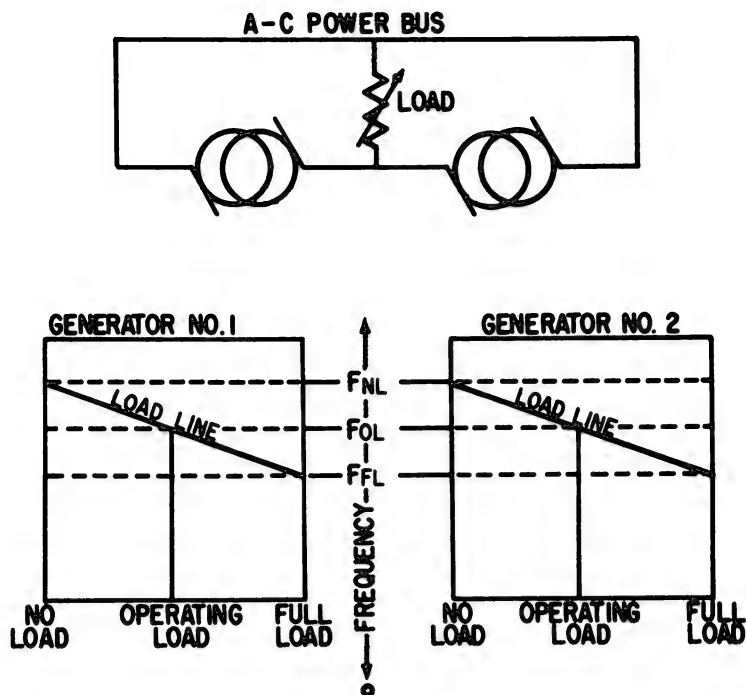 A-C POWER BUS
LOAD
GENERATOR NO. 1
GENERATOR NO. 2
FNL
LOAD LINE
LOAD LINE
FOL
FFL
FREQUENCY
0
NO LOAD
OPERATING LOAD
FULL LOAD
NO LOAD
OPERATING LOAD
FULL LOAD